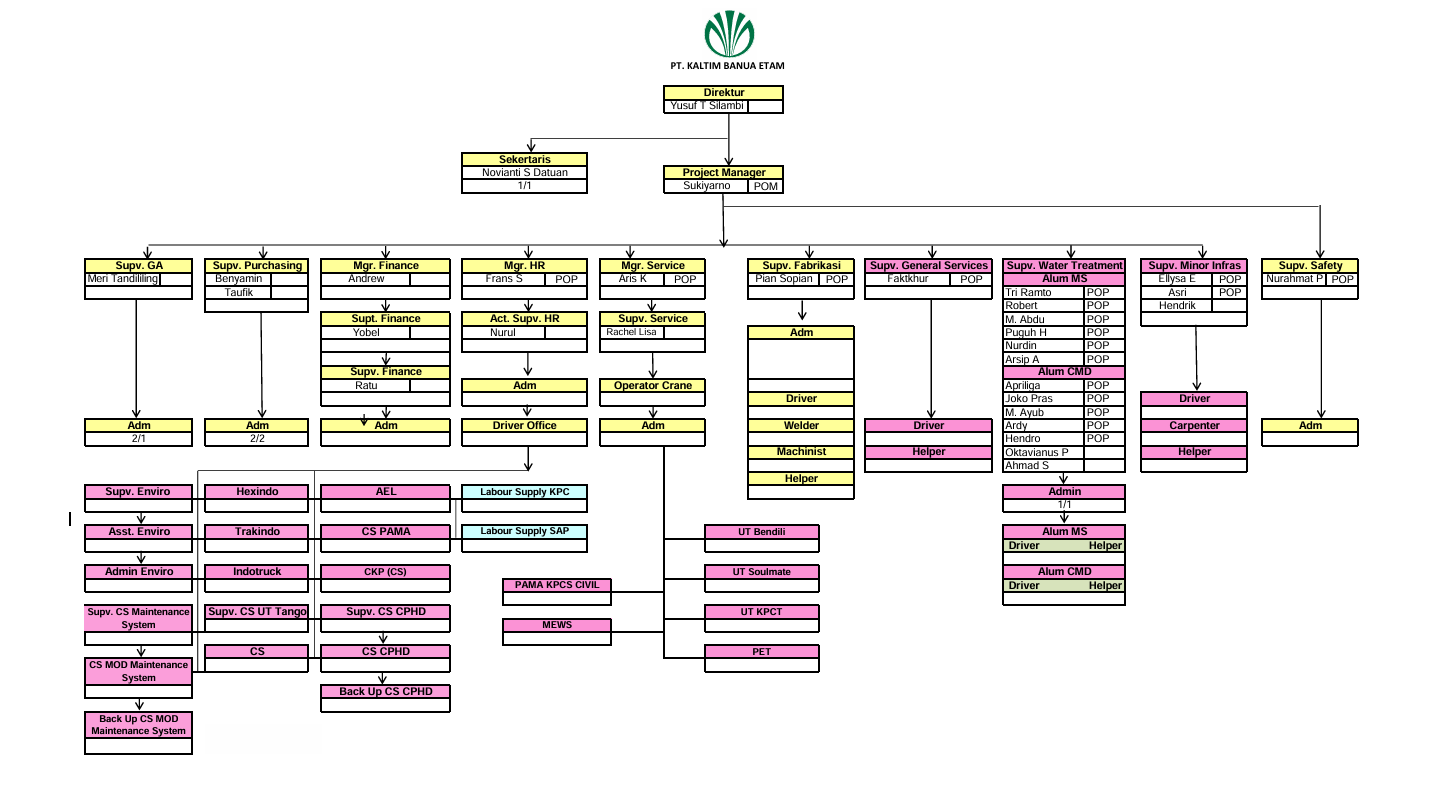 PT. KALTIM BANUA ETAM
Direktur
Yusuf T Silambi
Sekertaris
Novianti S Datuan
1/1
Project Manager
Sukiyarno POM
Supv. GA
Meri Tandililing
Adm
2/1
Supv. Purchasing
Benyamin
Taufik
Adm
2/2
Mgr. Finance
Andrew
Supt. Finance
Yobel
Supv. Finance
Ratu
Adm
Mgr. HR
Frans S POP
Act. Supv. HR
Nurul
Adm
Driver Office
Mgr. Service
Aris K POP
Supv. Service
Rachel Lisa
Operator Crane
Adm
Supv. Fabrikasi
Pian Sopian POP
Adm
Driver
Welder
Machinist
Helper
Supv. General Services
Faktkhur POP
Driver
Helper
Supv. Water Treatment
Alum MS
Tri Ramto POP
Robert POP
M. Abdu POP
Puguh H POP
Nurdin POP
Arsip A POP
Alum CMD
Apriliqa POP
Joko Pras POP
M. Ayub POP
Ardy POP
Hendro POP
Oktavianus P
Ahmad S
Admin
1/1
Alum MS
Driver Helper
Alum CMD
Driver Helper
Supv. Minor Infras
Ellysa E POP
Asri POP
Hendrik
Driver
Carpenter
Helper
Supv. Safety
Nurahmat P POP
Adm
Supv. Enviro
Asst. Enviro
Admin Enviro
Supv. CS Maintenance
System
CS MOD Maintenance
System
Back Up CS MOD
Maintenance System
Hexindo
Trakindo
Indotruck
Supv. CS UT Tango
CS
AEL
CS PAMA
CKP (CS)
Supv. CS CPHD
CS CPHD
Back Up CS CPHD
Labour Supply KPC
Labour Supply SAP
PAMA KPCS CIVIL
MEWS
UT Bendili
UT Soulmate
UT KPCT
PET